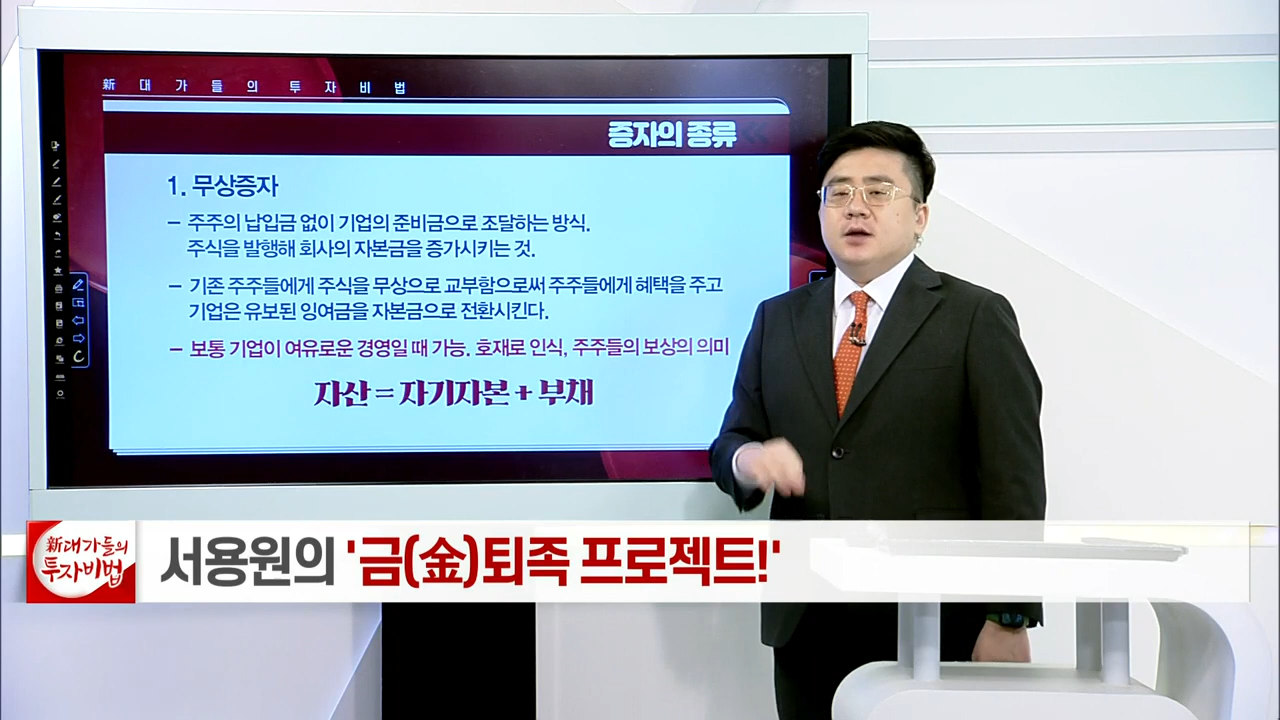 新 대 가 들 의 투 자 비 법
증자의 종류
1. 무상증자
– 주주의 납입금 없이 기업의 준비금으로 조달하는 방식.
주식을 발행해 회사의 자본금을 증가시키는 것.
– 기존 주주들에게 주식을 무상으로 교부함으로써 주주들에게 혜택을 주고
기업은 유보된 잉여금을 자본금으로 전환시킨다.
– 보통 기업이 여유로운 경영일 때 가능. 호재로 인식, 주주들의 보상의 의미
자산 = 자기자본 + 부채
新대가들의
투자비법
서용원의 '금(金)퇴족 프로젝트!'